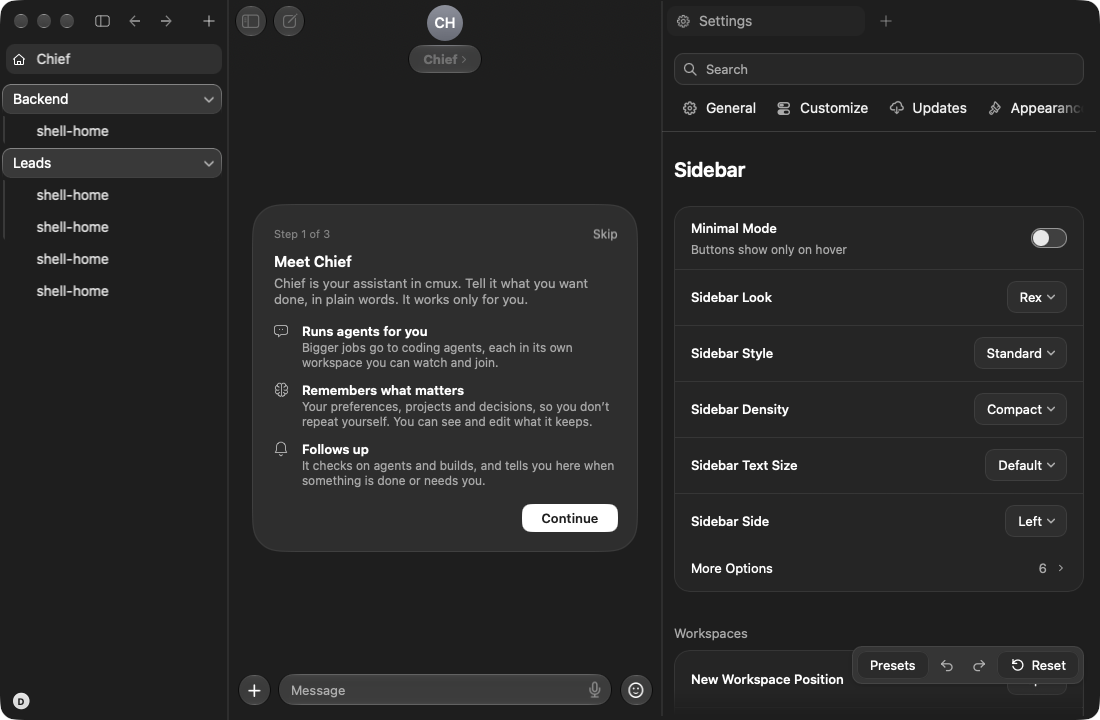 Chief
Backend
shell-home
Leads
shell-home
shell-home
shell-home
shell-home
D
CH
Chief
Step 1 of 3
Skip
Meet Chief
Chief is your assistant in cmux. Tell it what you want
done, in plain words. It works only for you.
Runs agents for you
Bigger jobs go to coding agents, each in its own
workspace you can watch and join.
Remembers what matters
Your preferences, projects and decisions, so you don’t
repeat yourself. You can see and edit what it keeps.
Follows up
It checks on agents and builds, and tells you here when
something is done or needs you.
Continue
Message
Settings
Search
General Customize Updates Appearanc
Sidebar
Minimal Mode
Buttons show only on hover
Sidebar Look Rex
Sidebar Style Standard
Sidebar Density Compact
Sidebar Text Size Default
Sidebar Side Left
More Options 6
Workspaces
Presets Reset
New Workspace Position